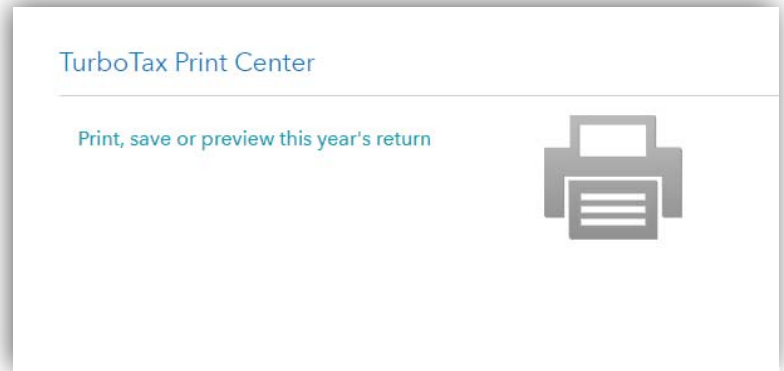 TurboTax Print Center
Print, save or preview this year's return